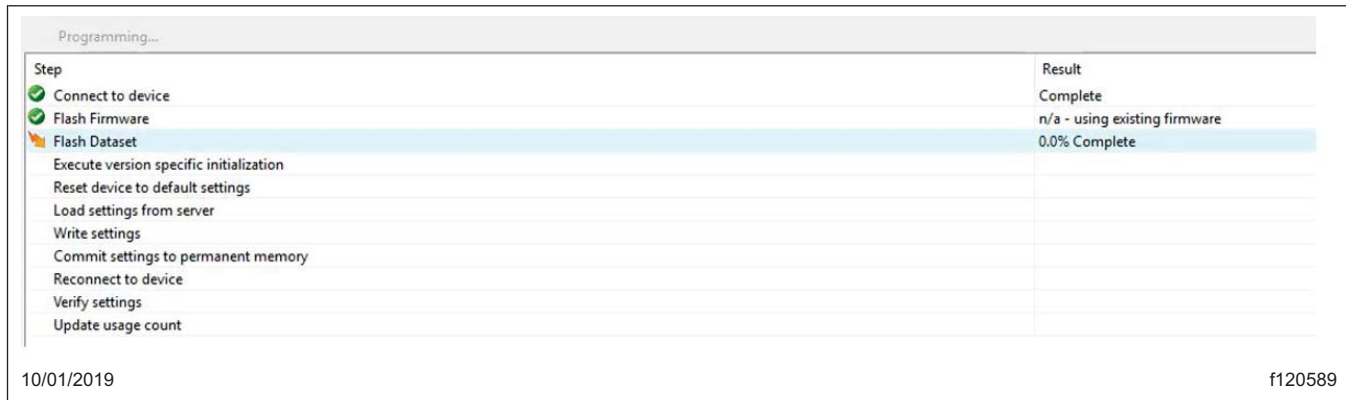 Programming...
Step Result
Connect to device Complete
Flash Firmware n/a - using existing firmware
Flash Dataset 0.0% Complete
Execute version specific initialization
Reset device to default settings
Load settings from server
Write settings
Commit settings to permanent memory
Reconnect to device
Verify settings
Update usage count
10/01/2019 f120589